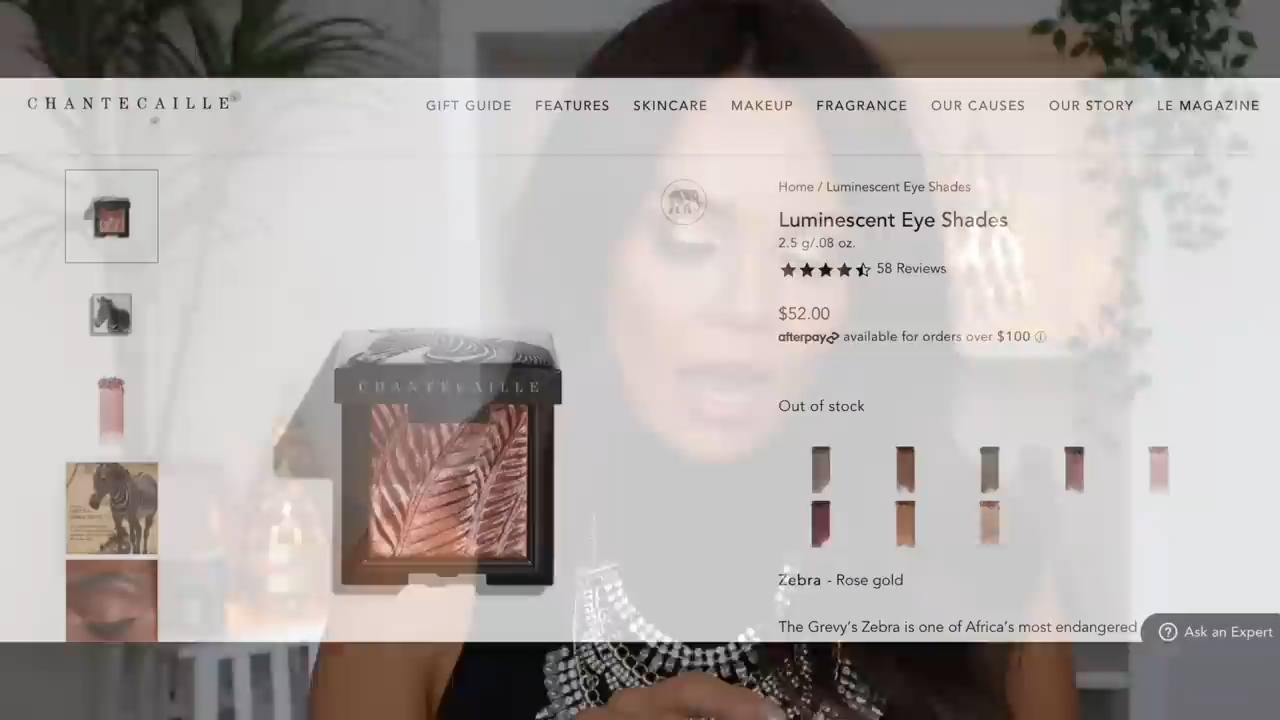 CHANTECAILLE
GIFT GUIDE FEATURES SKINCARE MAKEUP FRAGRANCE OUR CAUSES OUR STORY LE MAGAZINE
Home / Luminescent Eye Shades
Luminescent Eye Shades
2.5 g/.08 oz.
58 Reviews
$52.00
afterpay available for orders over $100
Out of stock
CHANTECAILLE
Zebra - Rose gold
The Grevy's Zebra is one of Africa's most endangered
Ask an Expert